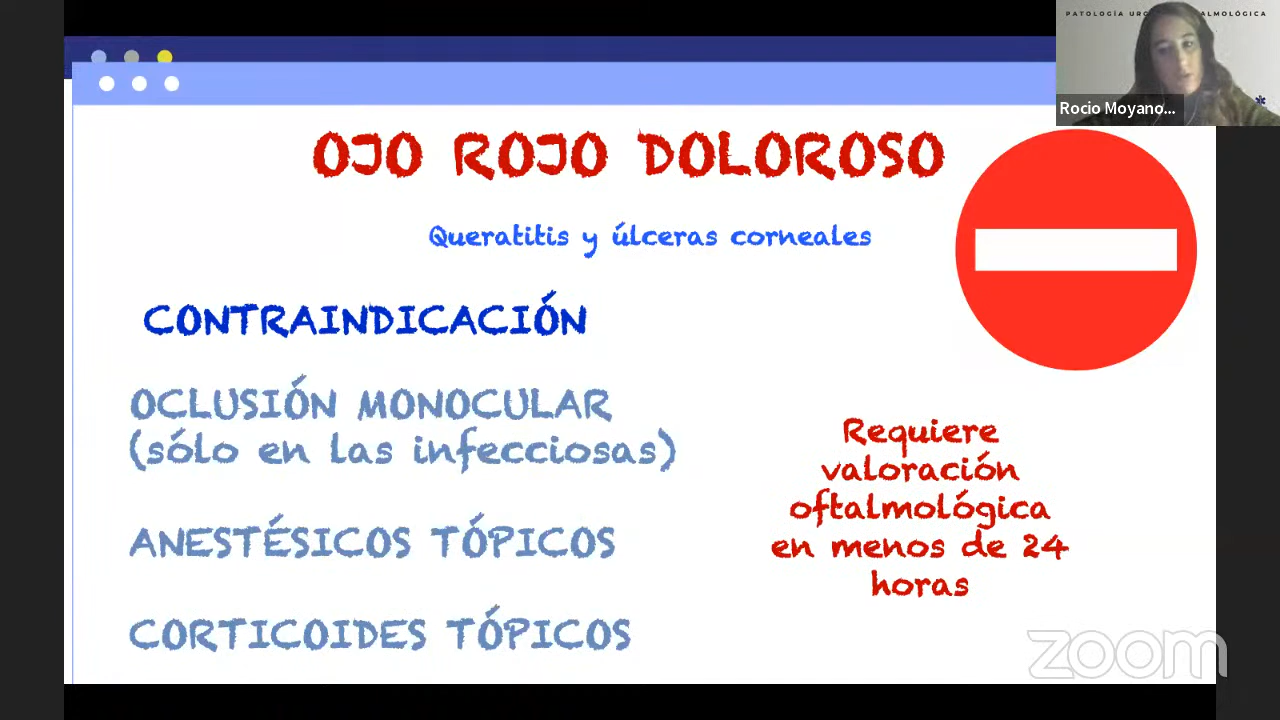 PATOLOGÍA URG
ALMOLÓGICA
Rocio Moyano...
OJO ROJO DOLOROSO
Queratitis y úlceras corneales
CONTRAINDICACIÓN
OCLUSIÓN MONOCULAR
(sólo en las infecciosas)
ANESTÉSICOS TÓPICOS
CORTICOIDES TÓPICOS
Requiere
valoración
oftalmológica
en menos de 24
horas
zoom